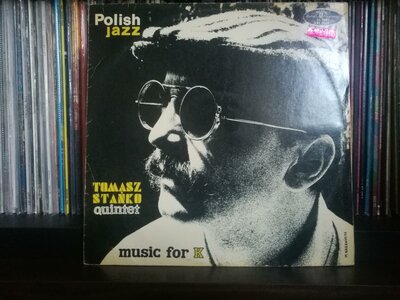 Polish
jazz
TOMASZ
STAŃKO
quintet
music for K